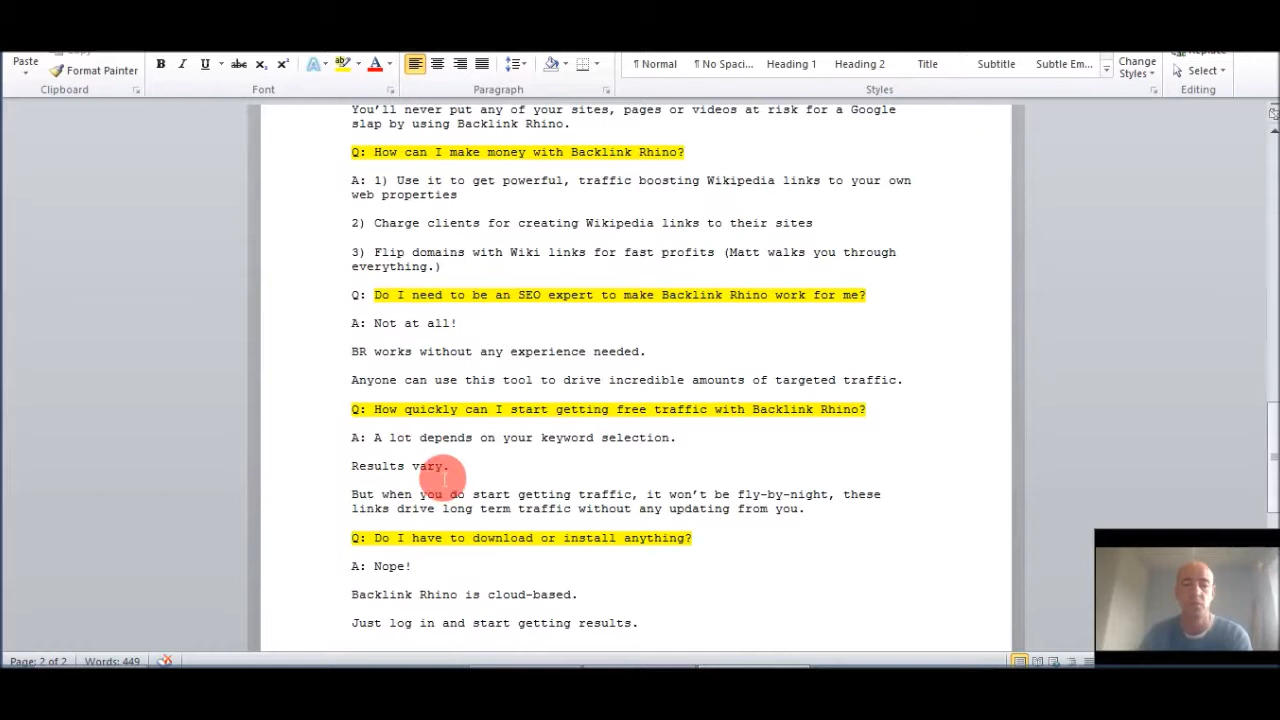 Paste
Format Painter
Clipboard
B I U abc x₂ x² A ab A
Font
Paragraph
¶ Normal ¶ No Spaci... Heading 1 Heading 2 Title Subtitle Subtle Em...
Styles
Change
Styles
Select
Editing
You’ll never put any of your sites, pages or videos at risk for a Google
slap by using Backlink Rhino.
Q: How can I make money with Backlink Rhino?
A: 1) Use it to get powerful, traffic boosting Wikipedia links to your own
web properties
2) Charge clients for creating Wikipedia links to their sites
3) Flip domains with Wiki links for fast profits (Matt walks you through
everything.)
Q: Do I need to be an SEO expert to make Backlink Rhino work for me?
A: Not at all!
BR works without any experience needed.
Anyone can use this tool to drive incredible amounts of targeted traffic.
Q: How quickly can I start getting free traffic with Backlink Rhino?
A: A lot depends on your keyword selection.
Results vary.
But when you do start getting traffic, it won’t be fly-by-night, these
links drive long term traffic without any updating from you.
Q: Do I have to download or install anything?
A: Nope!
Backlink Rhino is cloud-based.
Just log in and start getting results.
Page: 2 of 2 Words: 449